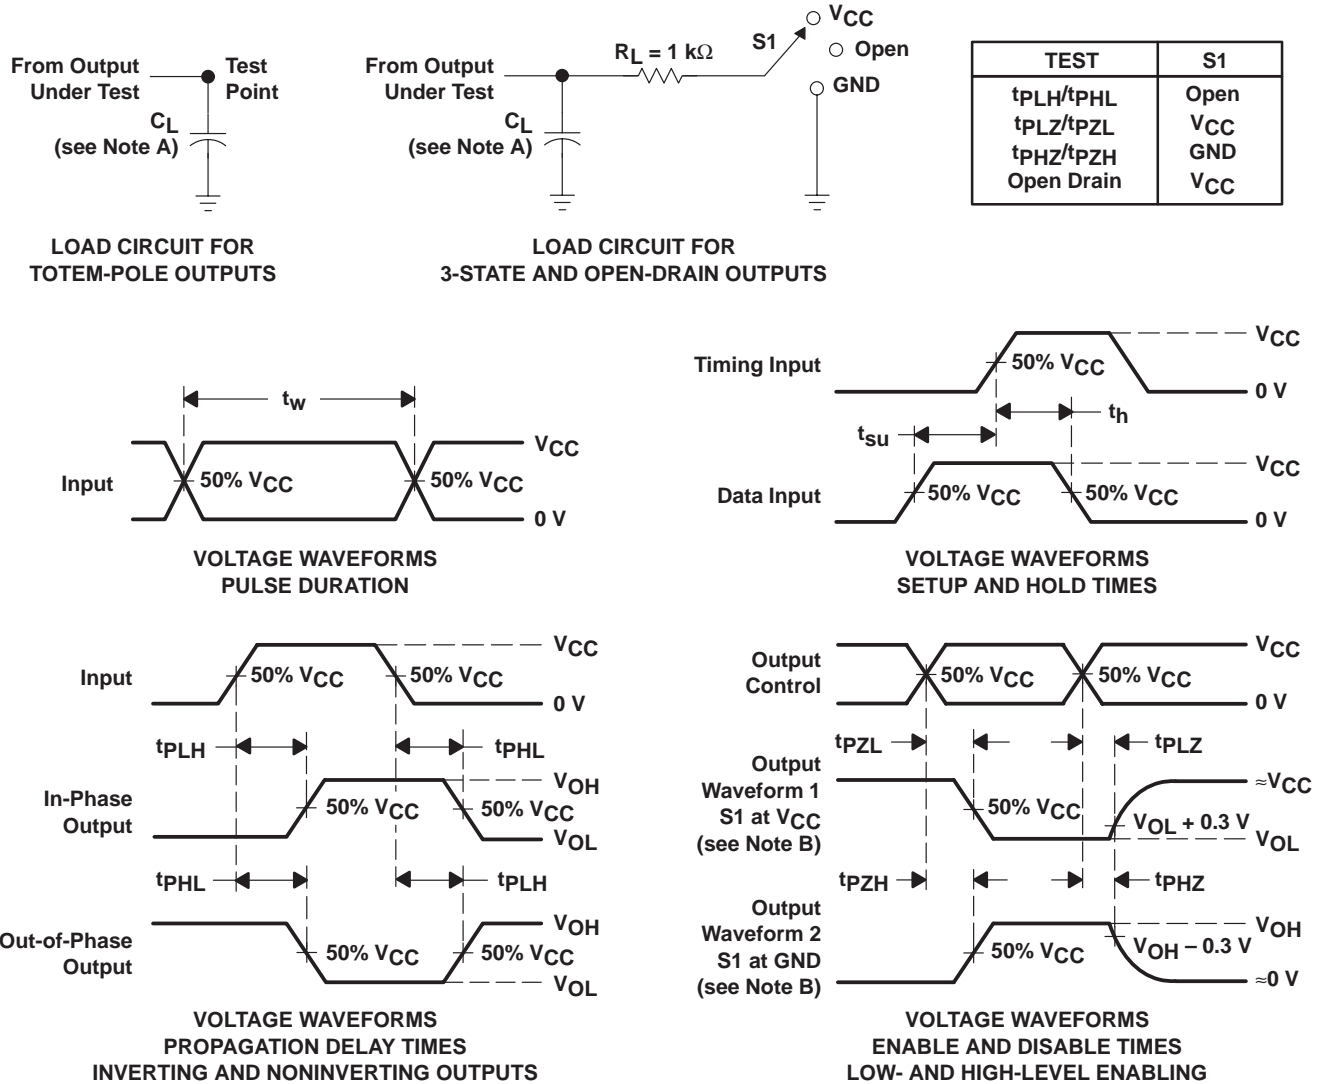 From Output
Under Test
Test
Point
CL
(see Note A)
LOAD CIRCUIT FOR
TOTEM-POLE OUTPUTS
From Output
Under Test
RL = 1 kΩ
S1
VCC
Open
GND
CL
(see Note A)
LOAD CIRCUIT FOR
3-STATE AND OPEN-DRAIN OUTPUTS
TEST S1
tPLH/tPHL Open
tPLZ/tPZL VCC
tPHZ/tPZH GND
Open Drain VCC
tw
Input
50% VCC
50% VCC
VCC
0 V
VOLTAGE WAVEFORMS
PULSE DURATION
Timing Input
50% VCC
VCC
0 V
th
tsu
Data Input
50% VCC
50% VCC
VCC
0 V
VOLTAGE WAVEFORMS
SETUP AND HOLD TIMES
Input
50% VCC
50% VCC
VCC
0 V
tPLH
tPHL
In-Phase
Output
50% VCC
50% VCC
VOH
VOL
tPHL
tPLH
Out-of-Phase
Output
50% VCC
50% VCC
VOH
VOL
VOLTAGE WAVEFORMS
PROPAGATION DELAY TIMES
INVERTING AND NONINVERTING OUTPUTS
Output
Control
50% VCC
50% VCC
VCC
0 V
tPZL
tPLZ
Output
Waveform 1
S1 at VCC
(see Note B)
50% VCC
VOL + 0.3 V
≈VCC
VOL
tPZH
tPHZ
Output
Waveform 2
S1 at GND
(see Note B)
50% VCC
VOH − 0.3 V
VOH
≈0 V
VOLTAGE WAVEFORMS
ENABLE AND DISABLE TIMES
LOW- AND HIGH-LEVEL ENABLING